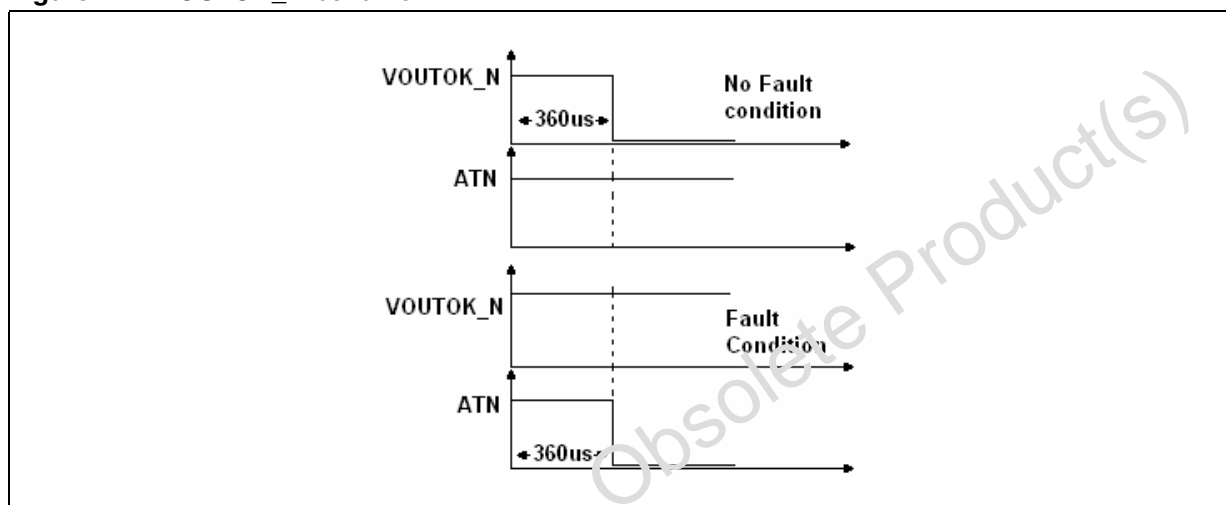 VOUTOK_N
No Fault
condition
360us
ATN
VOUTOK_N
Fault
Condition
ATN
360us
Obsolete Product(s)